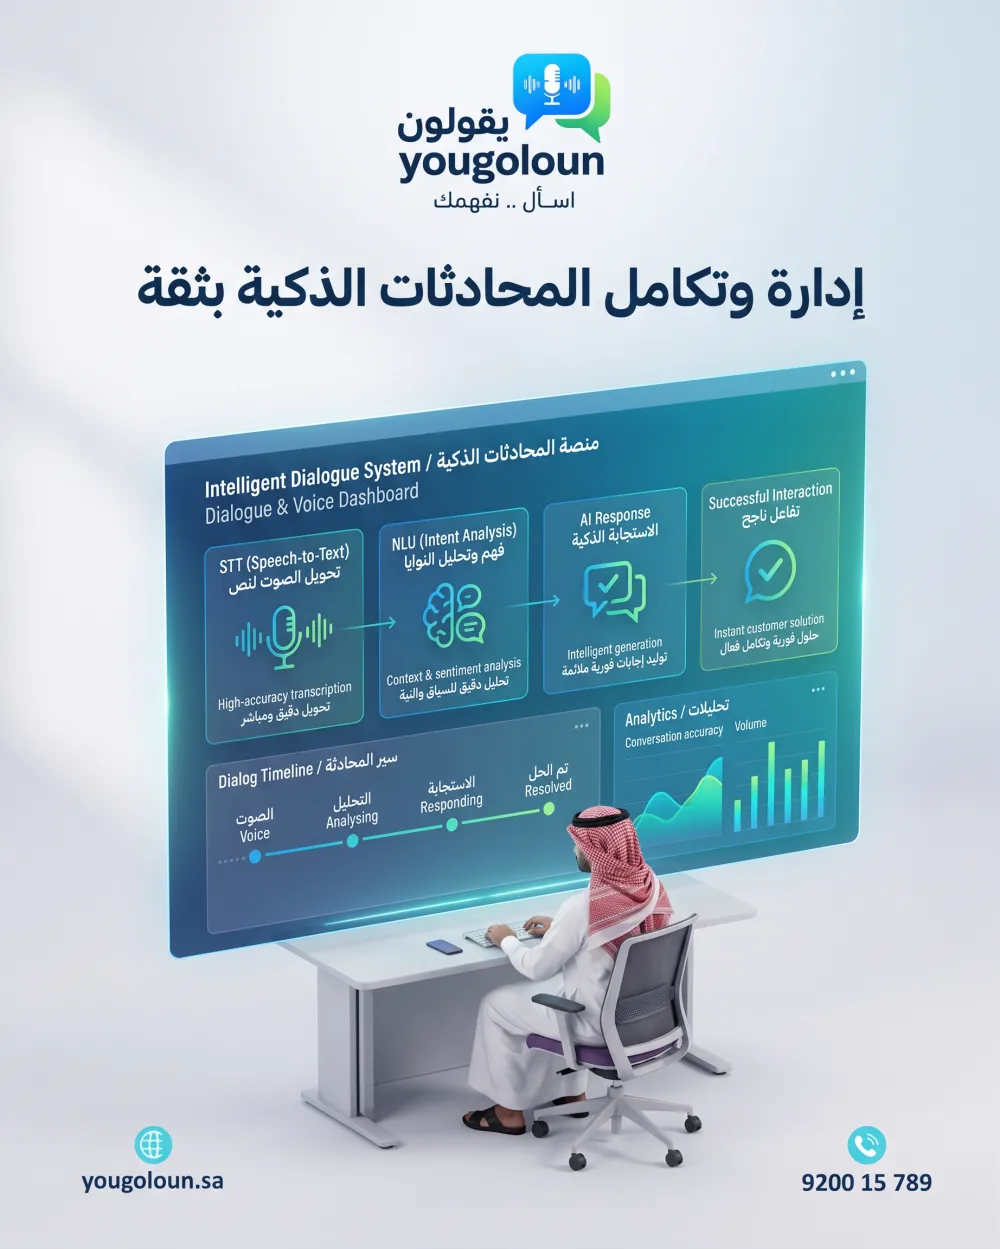 يقولون
yougoloun
اسأل .. نفهمك
إدارة وتكامل المحادثات الذكية بثقة
Intelligent Dialogue System / منصة المحادثات الذكية
Dialogue & Voice Dashboard
STT (Speech-to-Text)
تحويل الصوت لنص
High-accuracy transcription
تحويل دقيق ومباشر
NLU (Intent Analysis)
فهم وتحليل النوايا
Context & sentiment analysis
تحليل دقيق للسياق والنية
AI Response
الاستجابة الذكية
Intelligent generation
توليد إجابات فورية ملائمة
Successful Interaction
تفاعل ناجح
Instant customer solution
حلول فورية وتكامل فعال
Dialog Timeline / سير المحادثة
الصوت
Voice
التحليل
Analysing
الاستجابة
Responding
تم الحل
Resolved
Analytics / تحليلات
Conversation accuracy
Volume
yougoloun.sa
9200 15 789